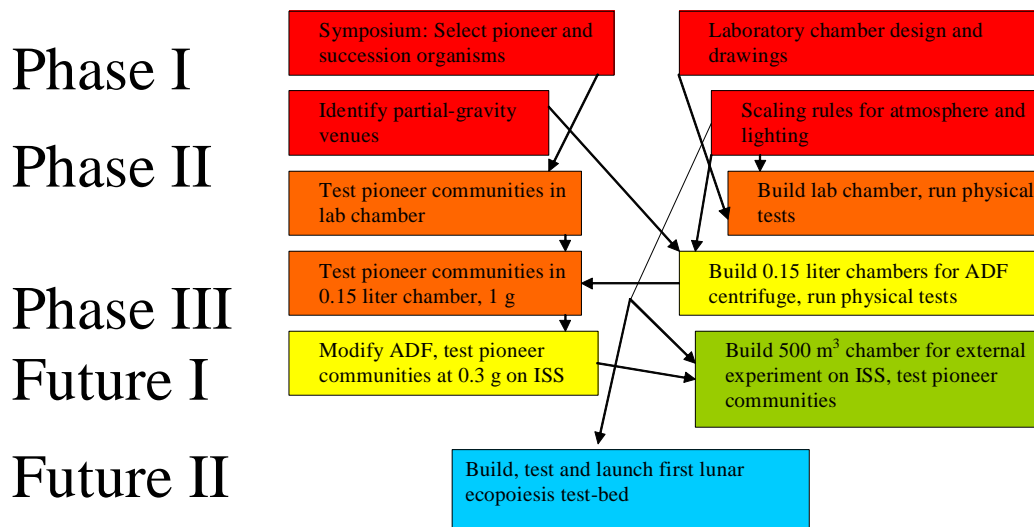 Phase I
Symposium: Select pioneer and
succession organisms
Laboratory chamber design and
drawings
Identify partial-gravity
venues
Scaling rules for atmosphere and
lighting
Phase II
Test pioneer communities in
lab chamber
Build lab chamber, run physical
tests
Phase III
Test pioneer communities in
0.15 liter chamber, 1 g
Build 0.15 liter chambers for ADF
centrifuge, run physical tests
Future I
Modify ADF, test pioneer
communities at 0.3 g on ISS
Build 500 m³ chamber for external
experiment on ISS, test pioneer
communities
Future II
Build, test and launch first lunar
ecopoiesis test-bed